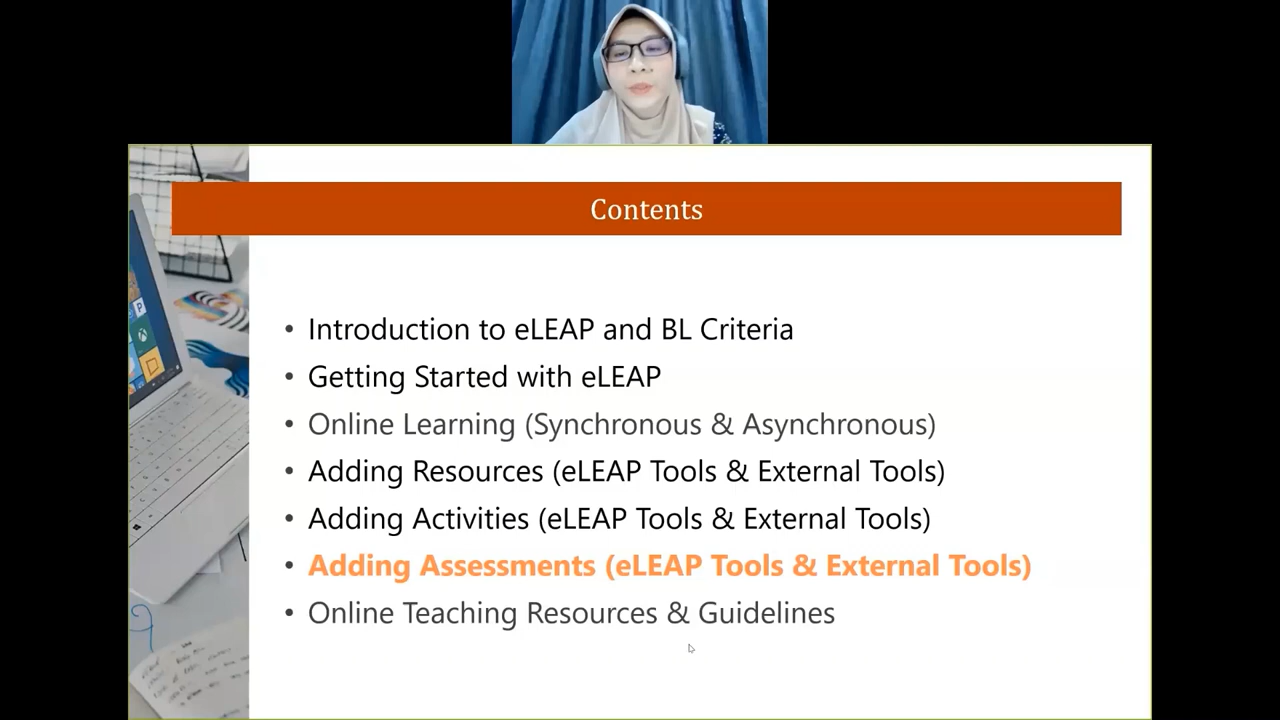 Contents
• Introduction to eLEAP and BL Criteria
• Getting Started with eLEAP
• Online Learning (Synchronous & Asynchronous)
• Adding Resources (eLEAP Tools & External Tools)
• Adding Activities (eLEAP Tools & External Tools)
• Adding Assessments (eLEAP Tools & External Tools)
• Online Teaching Resources & Guidelines